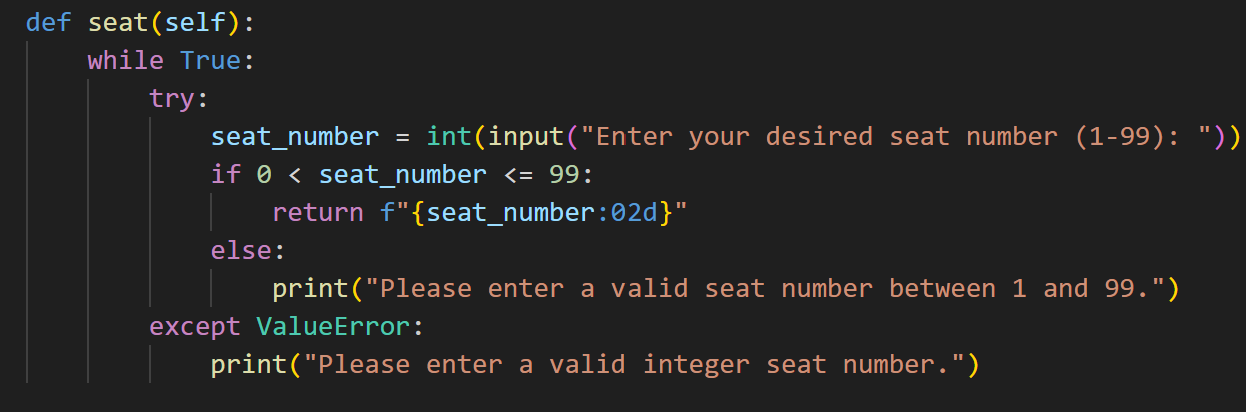 def seat(self):
    while True:
        try:
            seat_number = int(input("Enter your desired seat number (1-99): "))
            if 0 < seat_number <= 99:
                return f"{seat_number:02d}"
            else:
                print("Please enter a valid seat number between 1 and 99.")
        except ValueError:
            print("Please enter a valid integer seat number.")